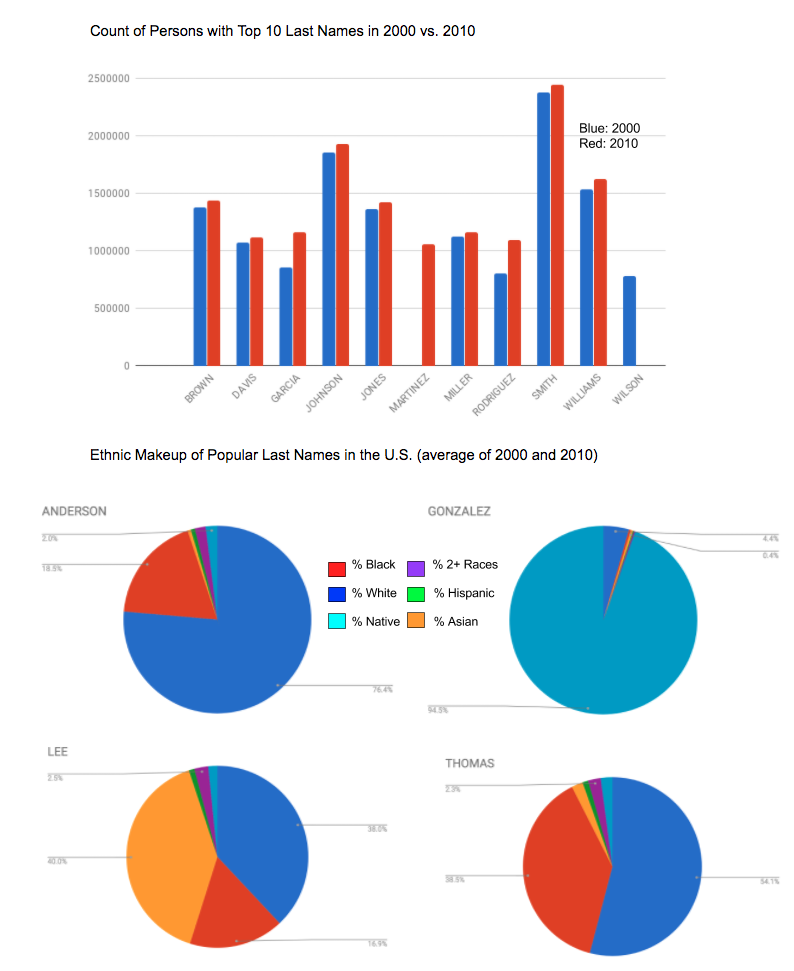 Count of Persons with Top 10 Last Names in 2000 vs. 2010
2500000
2000000
1500000
1000000
500000
0
Blue: 2000
Red: 2010
BROWN
DAVIS
GARCIA
JOHNSON
JONES
MARTINEZ
MILLER
RODRIGUEZ
SMITH
WILLIAMS
WILSON
Ethnic Makeup of Popular Last Names in the U.S. (average of 2000 and 2010)
ANDERSON
2.0%
18.5%
76.4%
% Black
% 2+ Races
% White
% Hispanic
% Native
% Asian
GONZALEZ
4.4%
0.4%
94.5%
LEE
2.5%
40.0%
38.0%
16.9%
THOMAS
2.3%
38.5%
54.1%